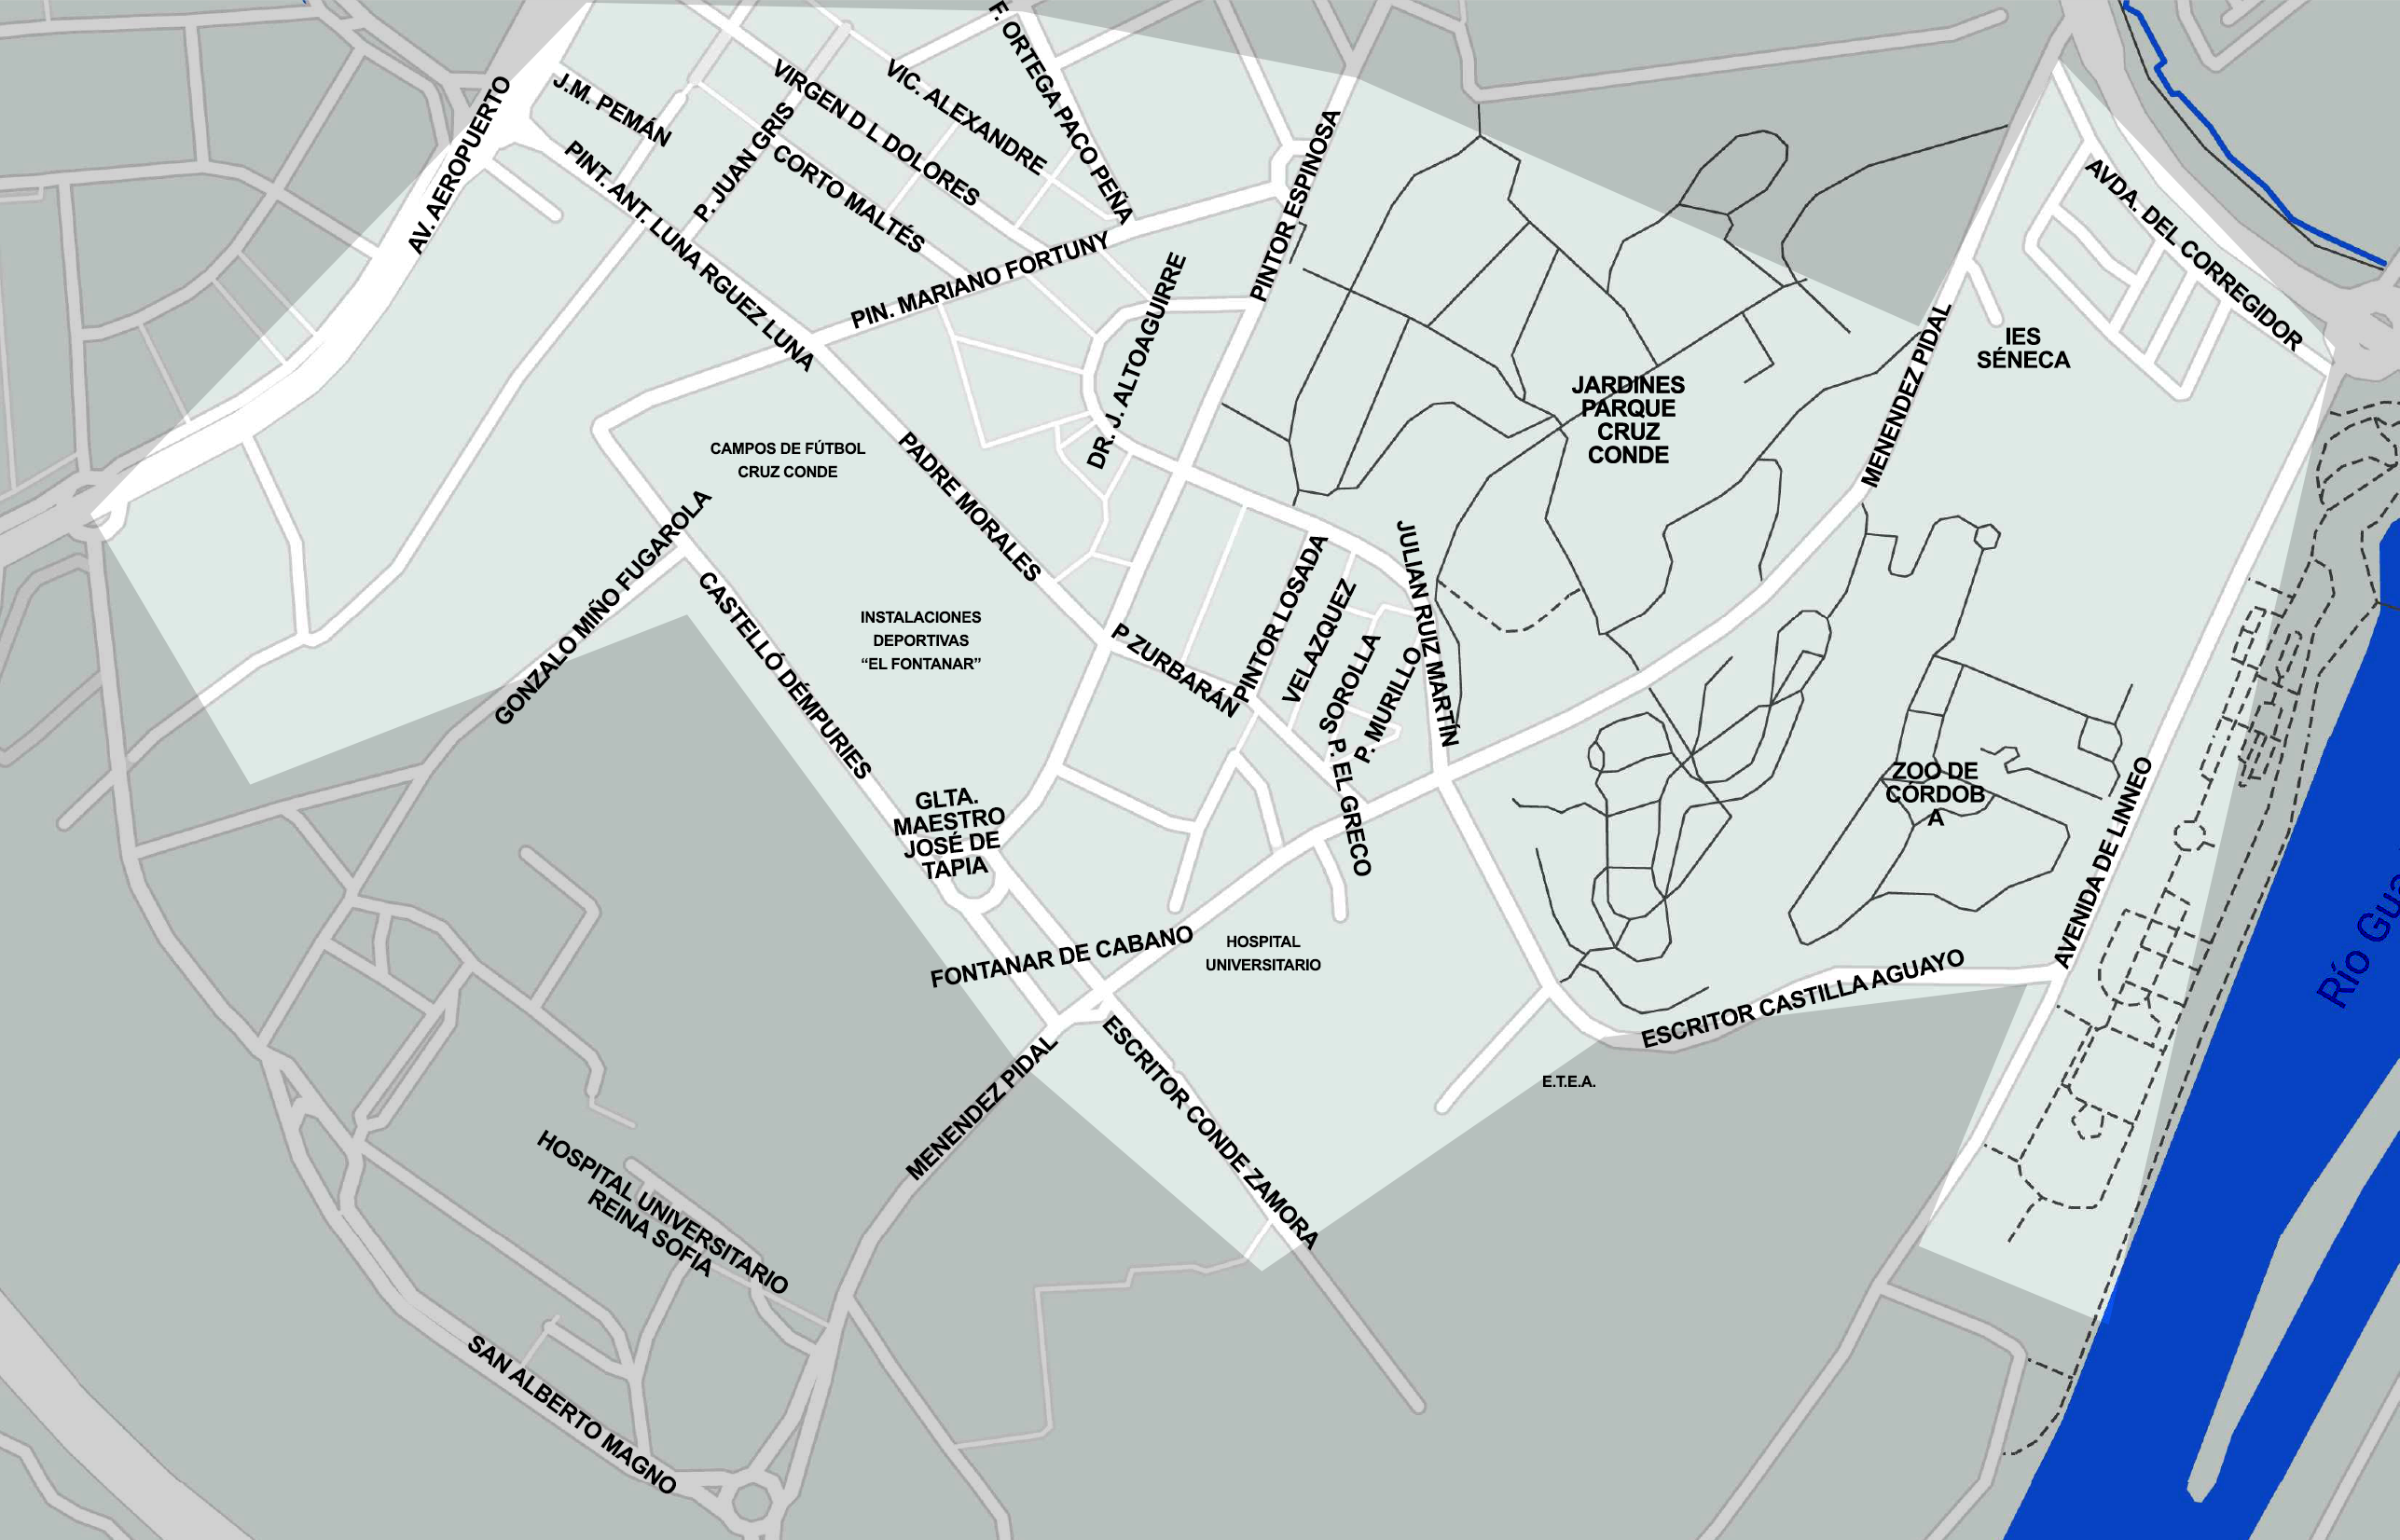 F. ORTEGA PACO PEÑA
VIRGEN D L DOLORES
VIC. ALEXANDRE
J.M. PEMÁN
AV. AEROPUERTO
P. JUAN GRIS
PINT. ANT. LUNA RGUEZ LUNA
CORTO MALTÉS
PINTOR ESPINOSA
AVDA. DEL CORREGIDOR
PIN. MARIANO FORTUNY
DR. J. ALTOAGUIRRE
MENENDEZ PIDAL
IES
SÉNECA
JARDINES
PARQUE
CRUZ
CONDE
CAMPOS DE FÚTBOL
CRUZ CONDE
PADRE MORALES
GONZALO MIÑO FUGAROLA
CASTELLÓ DÉMPURIES
INSTALACIONES
DEPORTIVAS
“EL FONTANAR”
P. ZURBARÁN
PINTOR LOSADA
VELAZQUEZ
SOROLLA
P. MURILLO
JULIAN RUIZ MARTÍN
P. EL GRECO
GLTA.
MAESTRO
JOSÉ DE
TAPIA
ZOO DE
CÓRDOB
A
AVENIDA DE LINNEO
FONTANAR DE CABANO
HOSPITAL
UNIVERSITARIO
ESCRITOR CASTILLA AGUAYO
Río Gua
E.T.E.A.
MENENDEZ PIDAL
ESCRITOR CONDE ZAMORA
HOSPITAL UNIVERSITARIO
REINA SOFIA
SAN ALBERTO MAGNO